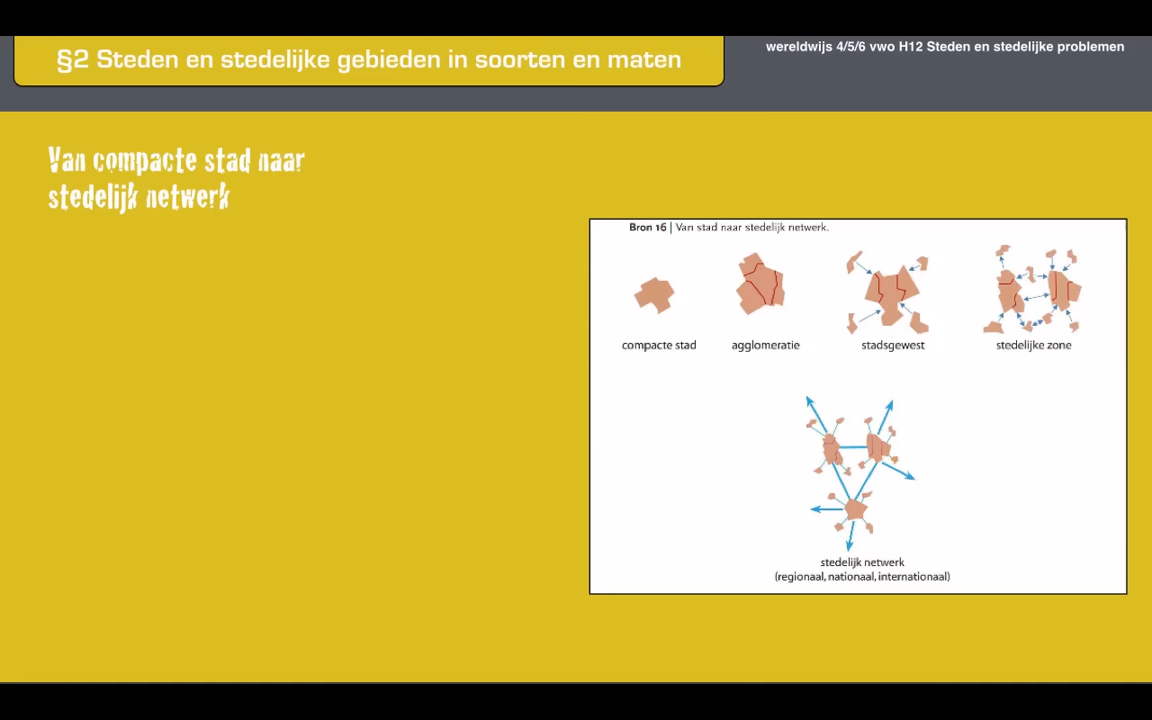 §2 Steden en stedelijke gebieden in soorten en maten
wereldwijs 4/5/6 vwo H12 Steden en stedelijke problemen
Van compacte stad naar
stedelijk netwerk
Bron 16 | Van stad naar stedelijk netwerk.
compacte stad
agglomeratie
stadsgewest
stedelijke zone
stedelijk netwerk
(regionaal, nationaal, internationaal)